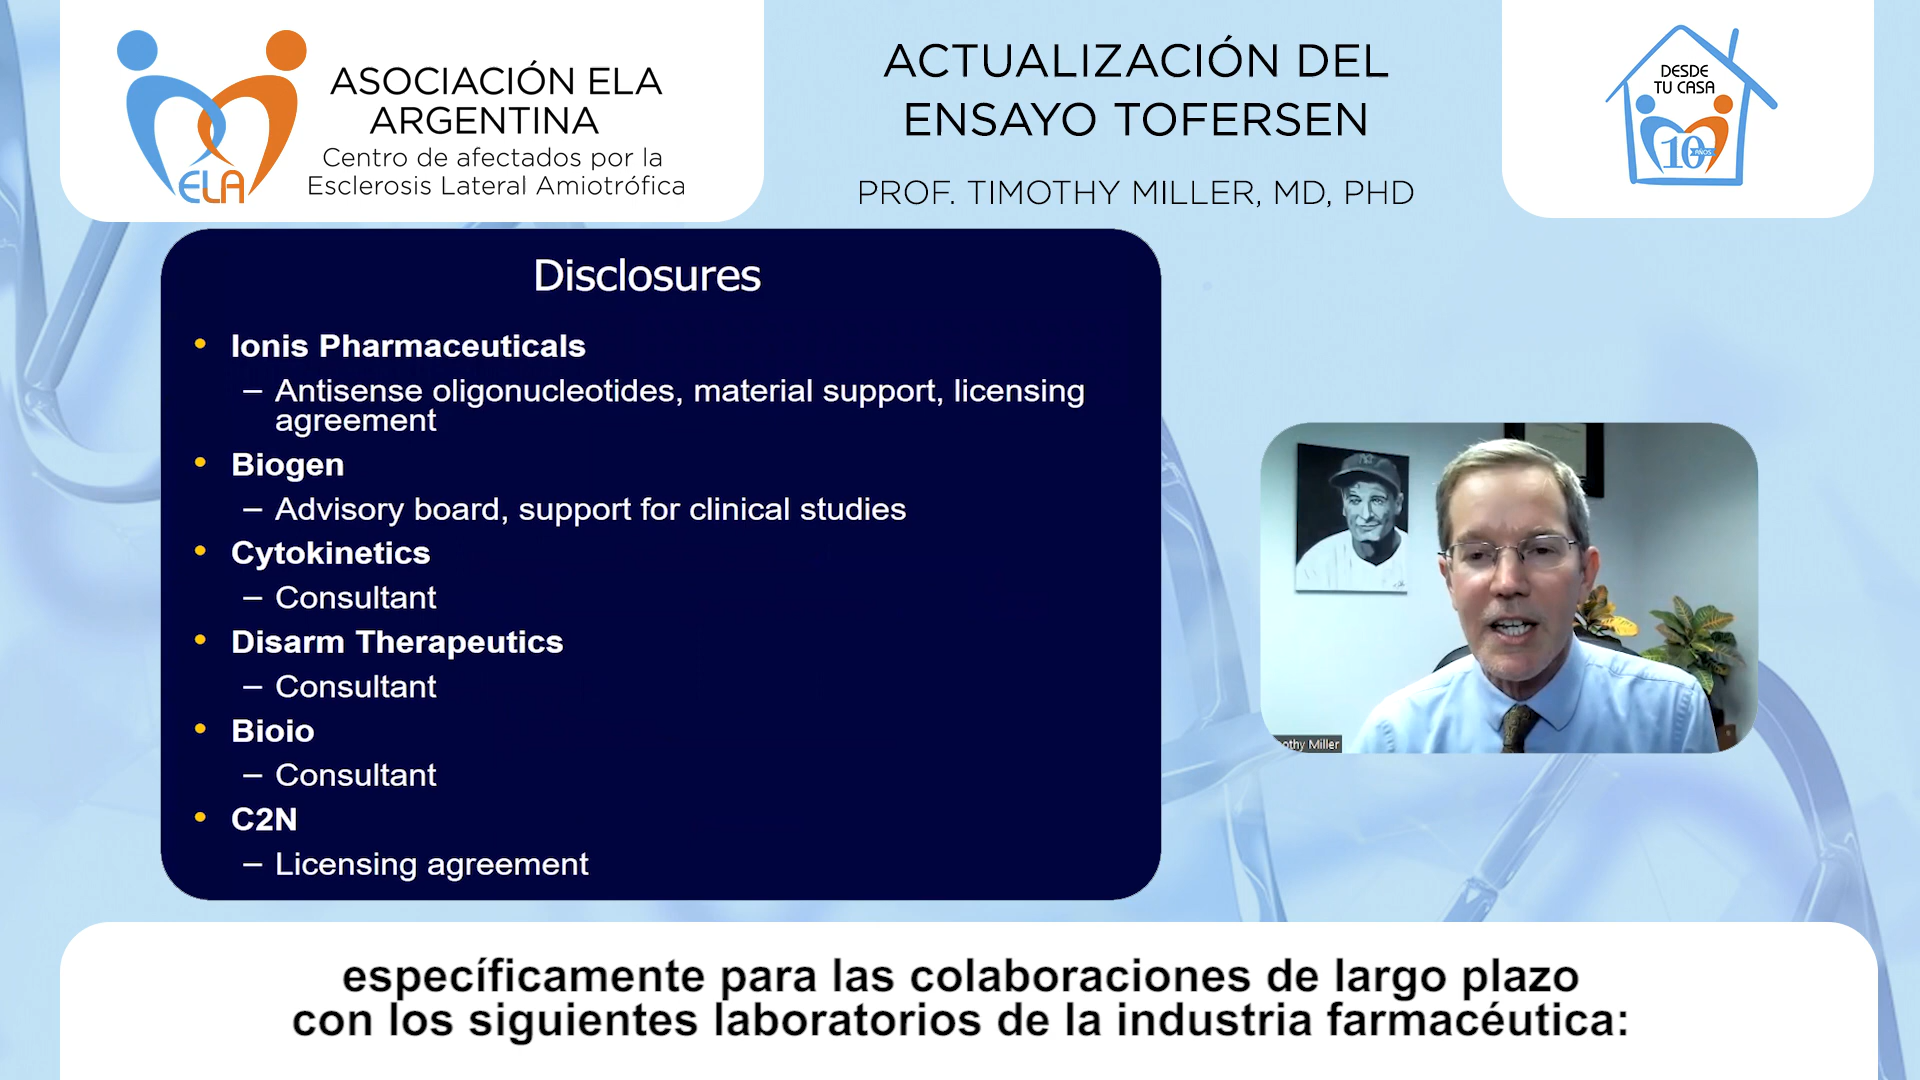 ASOCIACIÓN ELA
ARGENTINA
Centro de afectados por la
Esclerosis Lateral Amiotrófica
ELA
ACTUALIZACIÓN DEL
ENSAYO TOFERSEN
PROF. TIMOTHY MILLER, MD, PHD
DESDE
TU CASA
10
AÑOS
Disclosures
• Ionis Pharmaceuticals
– Antisense oligonucleotides, material support, licensing
agreement
• Biogen
– Advisory board, support for clinical studies
• Cytokinetics
– Consultant
• Disarm Therapeutics
– Consultant
• Bioio
– Consultant
• C2N
– Licensing agreement
othy Miller
específicamente para las colaboraciones de largo plazo
con los siguientes laboratorios de la industria farmacéutica: